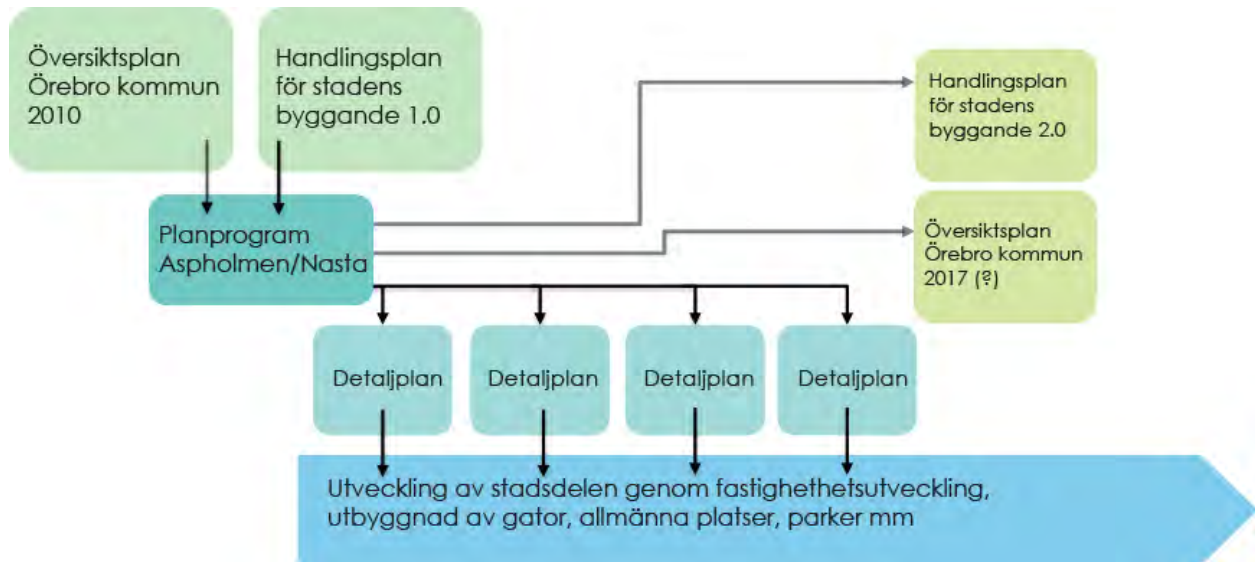 Översiktsplan
Örebro kommun
2010
Handlingsplan
för stadens
byggande 1.0
Handlingsplan
för stadens
byggande 2.0
Planprogram
Aspholmen/Nasta
Översiktsplan
Örebro kommun
2017 (?)
Detaljplan
Detaljplan
Detaljplan
Detaljplan
Utveckling av stadsdelen genom fastighethetsutveckling,
utbyggnad av gator, allmänna platser, parker mm